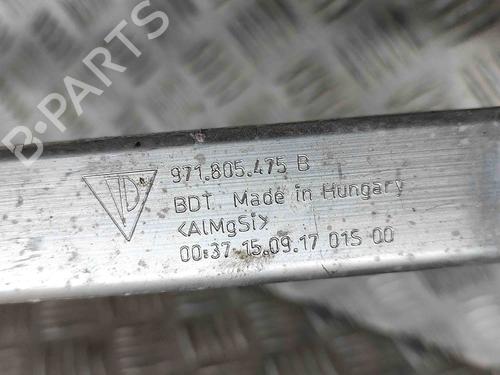 B-PARTS
971.805.475 B
BDT. Made in Hungary
<AlMgSi>
00:37 15.09.17 015 00